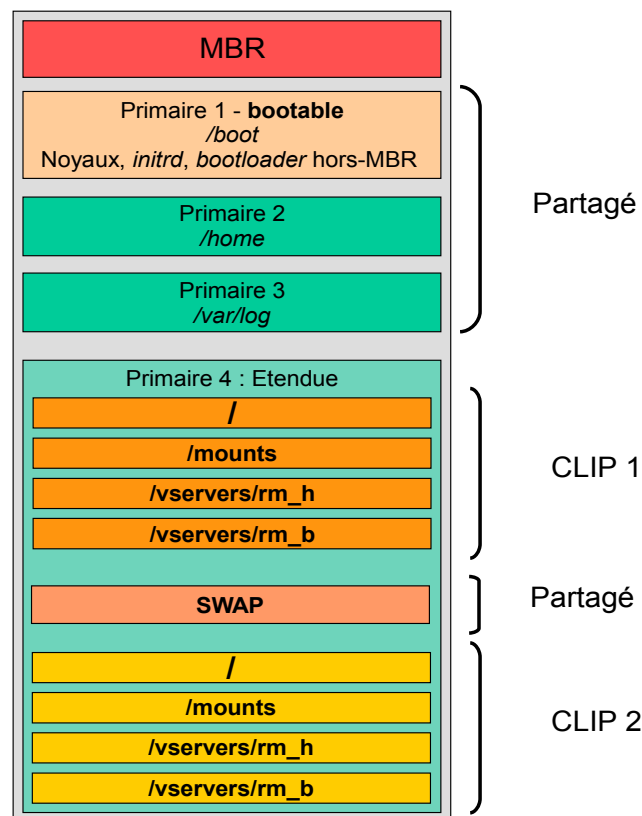 MBR
Primaire 1 - bootable
/boot
Noyaux, initrd, bootloader hors-MBR
Primaire 2
/home
Primaire 3
/var/log
Partagé
Primaire 4 : Etendue
/
/mounts
/vservers/rm_h
/vservers/rm_b
CLIP 1
SWAP
Partagé
/
/mounts
/vservers/rm_h
/vservers/rm_b
CLIP 2